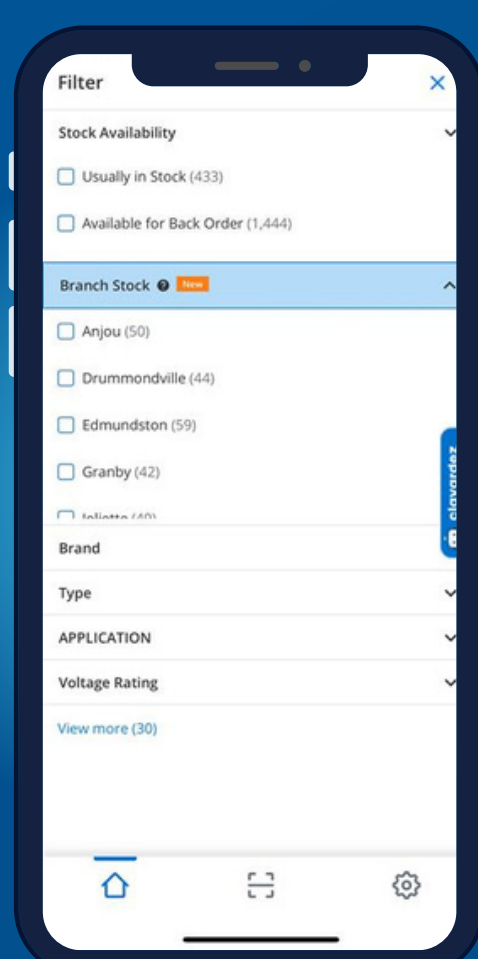 Filter
Stock Availability
Usually in Stock (433)
Available for Back Order (1,444)
Branch Stock ? New
Anjou (50)
Drummondville (44)
Edmundston (59)
Granby (42)
clavardez
Brand
Type
APPLICATION
Voltage Rating
View more (30)